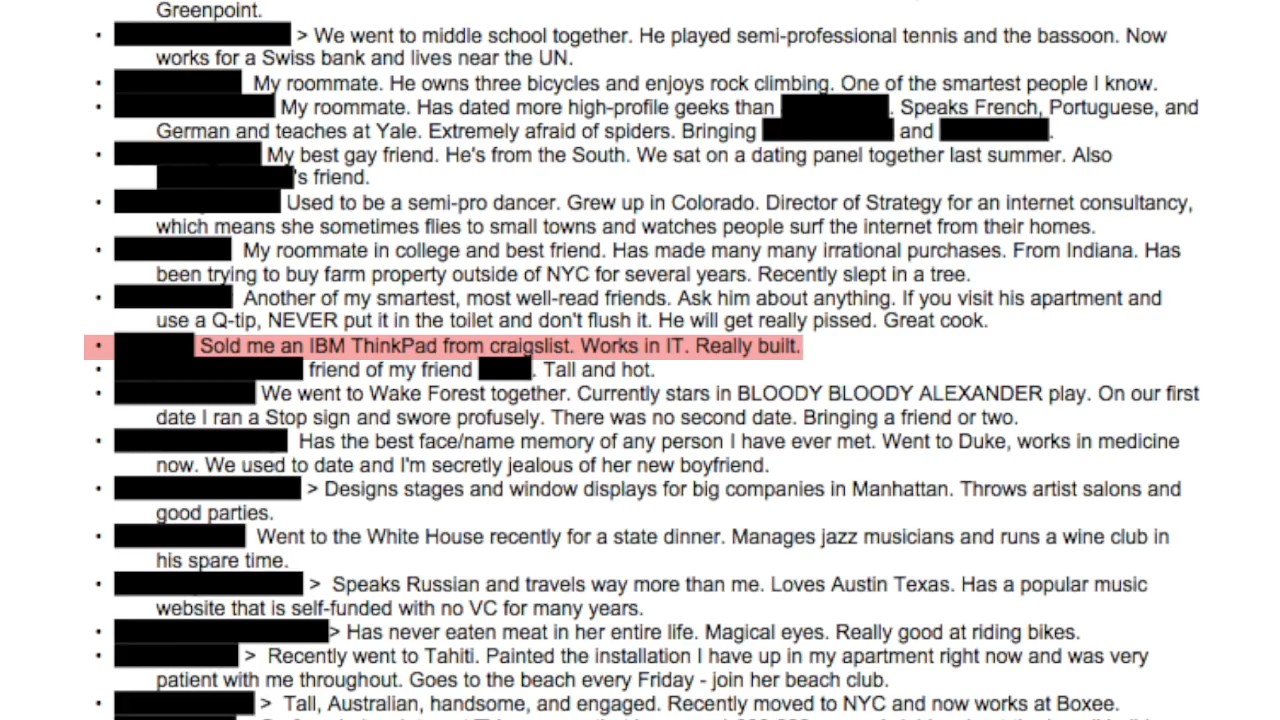 Greenpoint.
• > We went to middle school together. He played semi-professional tennis and the bassoon. Now
works for a Swiss bank and lives near the UN.
• My roommate. He owns three bicycles and enjoys rock climbing. One of the smartest people I know.
• My roommate. Has dated more high-profile geeks than . Speaks French, Portuguese, and
German and teaches at Yale. Extremely afraid of spiders. Bringing and .
• My best gay friend. He's from the South. We sat on a dating panel together last summer. Also
's friend.
• Used to be a semi-pro dancer. Grew up in Colorado. Director of Strategy for an internet consultancy,
which means she sometimes flies to small towns and watches people surf the internet from their homes.
• My roommate in college and best friend. Has made many many irrational purchases. From Indiana. Has
been trying to buy farm property outside of NYC for several years. Recently slept in a tree.
• Another of my smartest, most well-read friends. Ask him about anything. If you visit his apartment and
use a Q-tip, NEVER put it in the toilet and don't flush it. He will get really pissed. Great cook.
• Sold me an IBM ThinkPad from craigslist. Works in IT. Really built.
• friend of my friend . Tall and hot.
• We went to Wake Forest together. Currently stars in BLOODY BLOODY ALEXANDER play. On our first
date I ran a Stop sign and swore profusely. There was no second date. Bringing a friend or two.
• Has the best face/name memory of any person I have ever met. Went to Duke, works in medicine
now. We used to date and I'm secretly jealous of her new boyfriend.
• > Designs stages and window displays for big companies in Manhattan. Throws artist salons and
good parties.
• Went to the White House recently for a state dinner. Manages jazz musicians and runs a wine club in
his spare time.
• > Speaks Russian and travels way more than me. Loves Austin Texas. Has a popular music
website that is self-funded with no VC for many years.
• > Has never eaten meat in her entire life. Magical eyes. Really good at riding bikes.
• > Recently went to Tahiti. Painted the installation I have up in my apartment right now and was very
patient with me throughout. Goes to the beach every Friday - join her beach club.
• > Tall, Australian, handsome, and engaged. Recently moved to NYC and now works at Boxee.